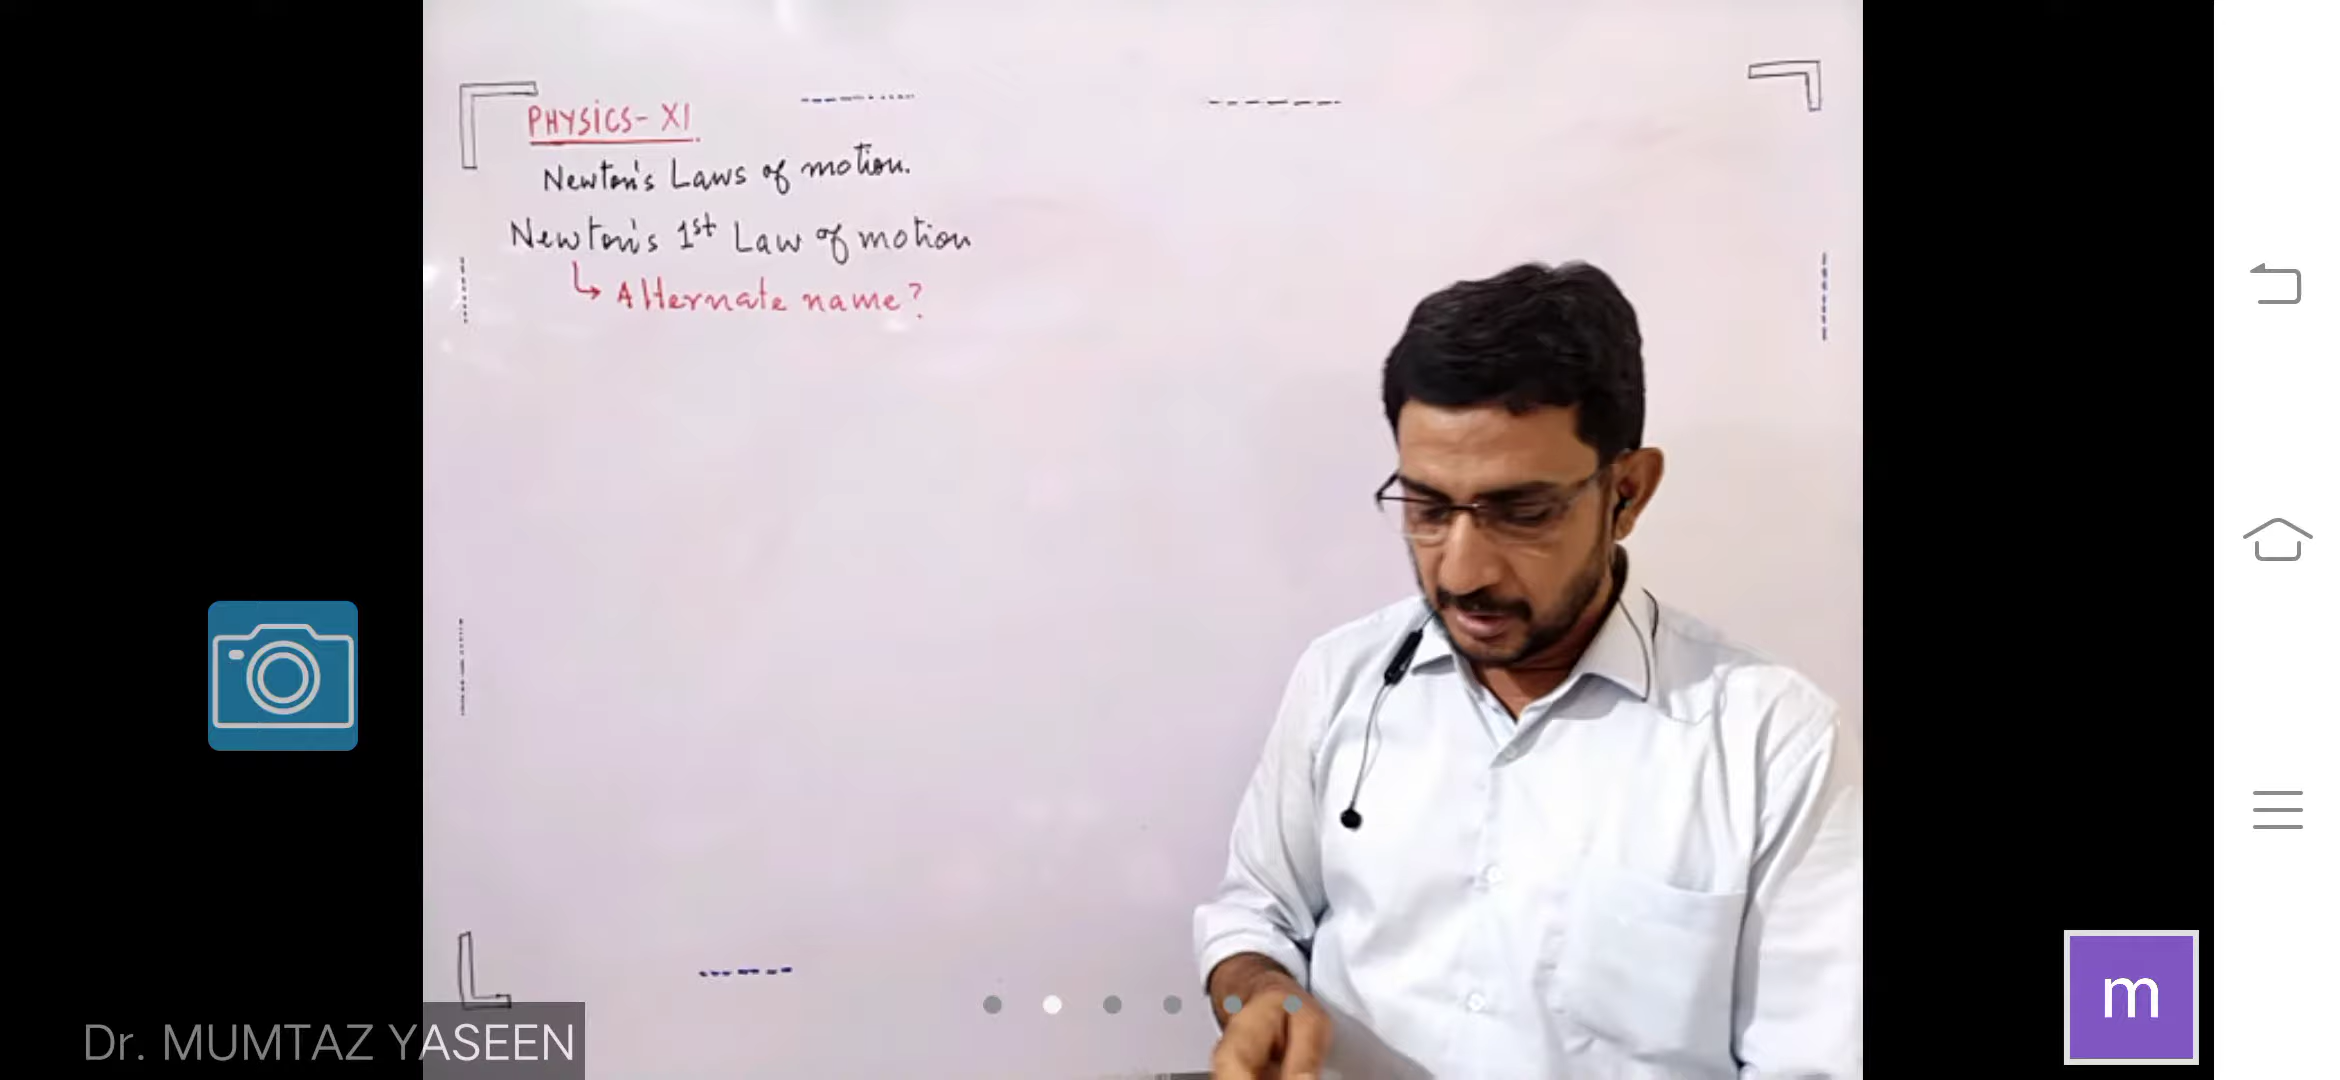 PHYSICS - XI
Newton's Laws of motion.
Newton's 1st Law of motion
↳ Alternate name?
Dr. MUMTAZ YASEEN
m